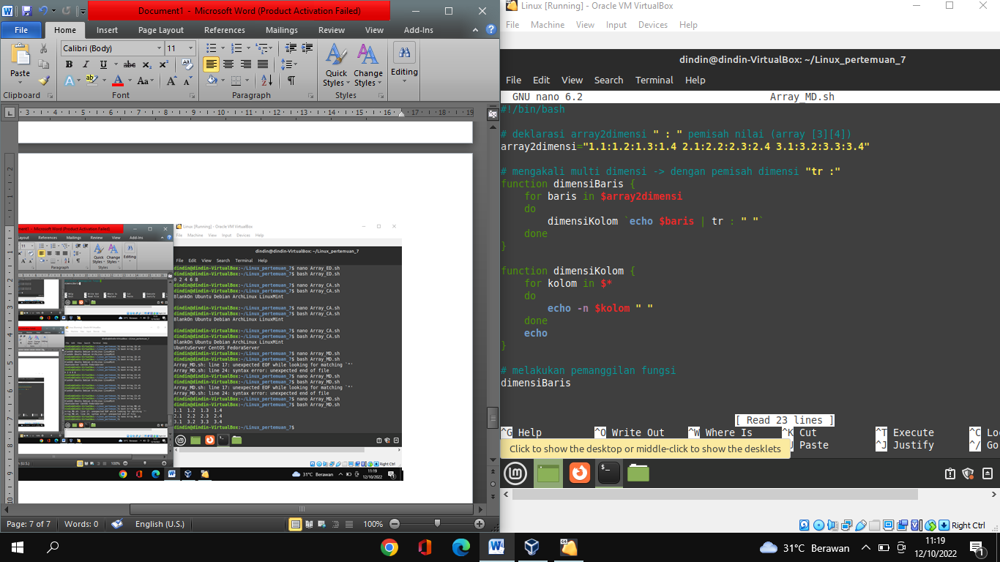 Document1 - Microsoft Word (Product Activation Failed)
File Home Insert Page Layout References Mailings Review View Add-Ins
Paste
Calibri (Body) 11
Quick Styles
Change Styles
Editing
Clipboard Font Paragraph Styles
Linux [Running] - Oracle VM VirtualBox
File Machine View Input Devices Help
dindin@dindin-VirtualBox: ~/Linux_pertemuan_7
File Edit View Search Terminal Help
dindin@dindin-VirtualBox:~/Linux_pertemuan_7$ nano Array_ED.sh
dindin@dindin-VirtualBox:~/Linux_pertemuan_7$ bash Array_ED.sh
0 2 4 6 8
dindin@dindin-VirtualBox:~/Linux_pertemuan_7$ nano Array_CA.sh
dindin@dindin-VirtualBox:~/Linux_pertemuan_7$ bash Array_CA.sh
BlankOn Ubuntu Debian ArchLinux LinuxMint
dindin@dindin-VirtualBox:~/Linux_pertemuan_7$ nano Array_CA.sh
dindin@dindin-VirtualBox:~/Linux_pertemuan_7$ bash Array_CA.sh
BlankOn Ubuntu Debian ArchLinux LinuxMint
dindin@dindin-VirtualBox:~/Linux_pertemuan_7$ nano Array_CA.sh
dindin@dindin-VirtualBox:~/Linux_pertemuan_7$ bash Array_CA.sh
BlankOn Ubuntu Debian ArchLinux LinuxMint
UbuntuServer CentOS FedoraServer
dindin@dindin-VirtualBox:~/Linux_pertemuan_7$ nano Array_MD.sh
dindin@dindin-VirtualBox:~/Linux_pertemuan_7$ bash Array_MD.sh
Array_MD.sh: line 17: unexpected EOF while looking for matching `"'
Array_MD.sh: line 24: syntax error: unexpected end of file
dindin@dindin-VirtualBox:~/Linux_pertemuan_7$ nano Array_MD.sh
dindin@dindin-VirtualBox:~/Linux_pertemuan_7$ bash Array_MD.sh
Array_MD.sh: line 17: unexpected EOF while looking for matching `"'
Array_MD.sh: line 24: syntax error: unexpected end of file
dindin@dindin-VirtualBox:~/Linux_pertemuan_7$ nano Array_MD.sh
dindin@dindin-VirtualBox:~/Linux_pertemuan_7$ bash Array_MD.sh
1.1 1.2 1.3 1.4
2.1 2.2 2.3 2.4
3.1 3.2 3.3 3.4
dindin@dindin-VirtualBox:~/Linux_pertemuan_7$
Right Ctrl
31°C Berawan 11:19
12/10/2022
Page: 7 of 7 Words: 0 English (U.S.) 100%
Linux [Running] - Oracle VM VirtualBox
File Machine View Input Devices Help
dindin@dindin-VirtualBox: ~/Linux_pertemuan_7
File Edit View Search Terminal Help
GNU nano 6.2 Array_MD.sh
#!/bin/bash
# deklarasi array2dimensi " : " pemisah nilai (array [3][4])
array2dimensi="1.1:1.2:1.3:1.4 2.1:2.2:2.3:2.4 3.1:3.2:3.3:3.4"
# mengakali multi dimensi -> dengan pemisah dimensi "tr :"
function dimensiBaris {
for baris in $array2dimensi
do
dimensiKolom `echo $baris | tr : " "`
done
}
function dimensiKolom {
for kolom in $*
do
echo -n $kolom " "
done
echo
}
# melakukan pemanggilan fungsi
dimensiBaris
[ Read 23 lines ]
^G Help ^O Write Out ^W Where Is ^K Cut ^T Execute ^C Lo
Paste ^J Justify ^/ Go
Click to show the desktop or middle-click to show the desklets
Right Ctrl
31°C Berawan 11:19
12/10/2022